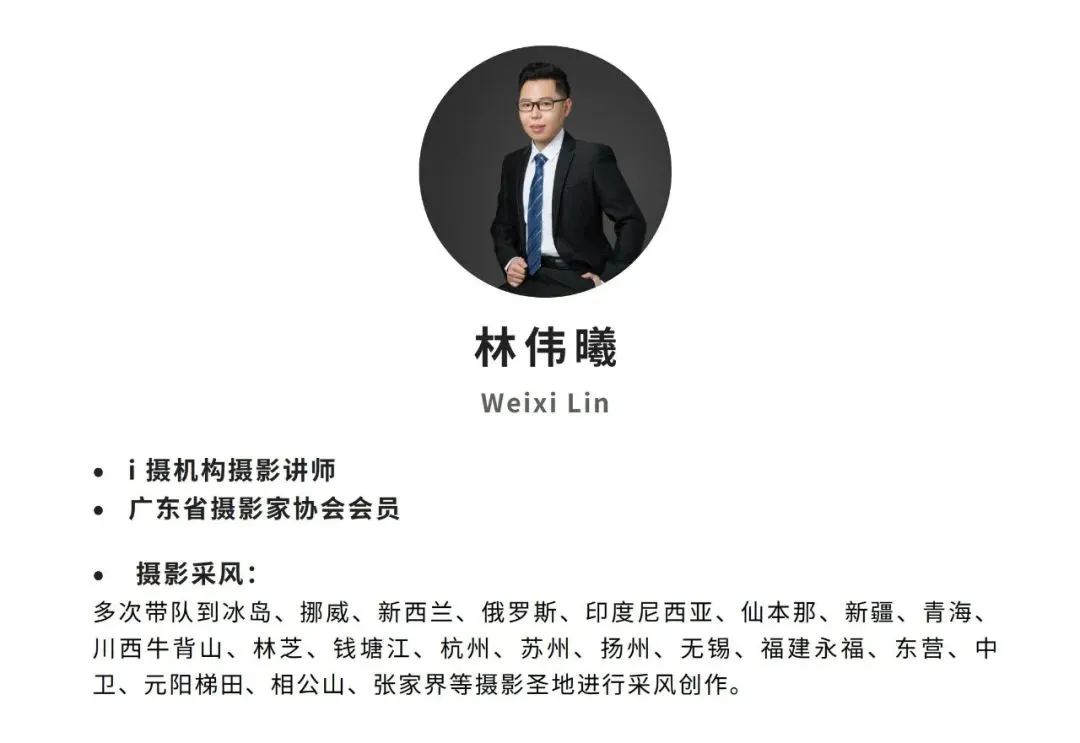 林伟曦
Weixi Lin
• i 摄机构摄影讲师
• 广东省摄影家协会会员
• 摄影采风：
多次带队到冰岛、挪威、新西兰、俄罗斯、印度尼西亚、仙本那、新疆、青海、
川西牛背山、林芝、钱塘江、杭州、苏州、扬州、无锡、福建永福、东营、中
卫、元阳梯田、相公山、张家界等摄影圣地进行采风创作。